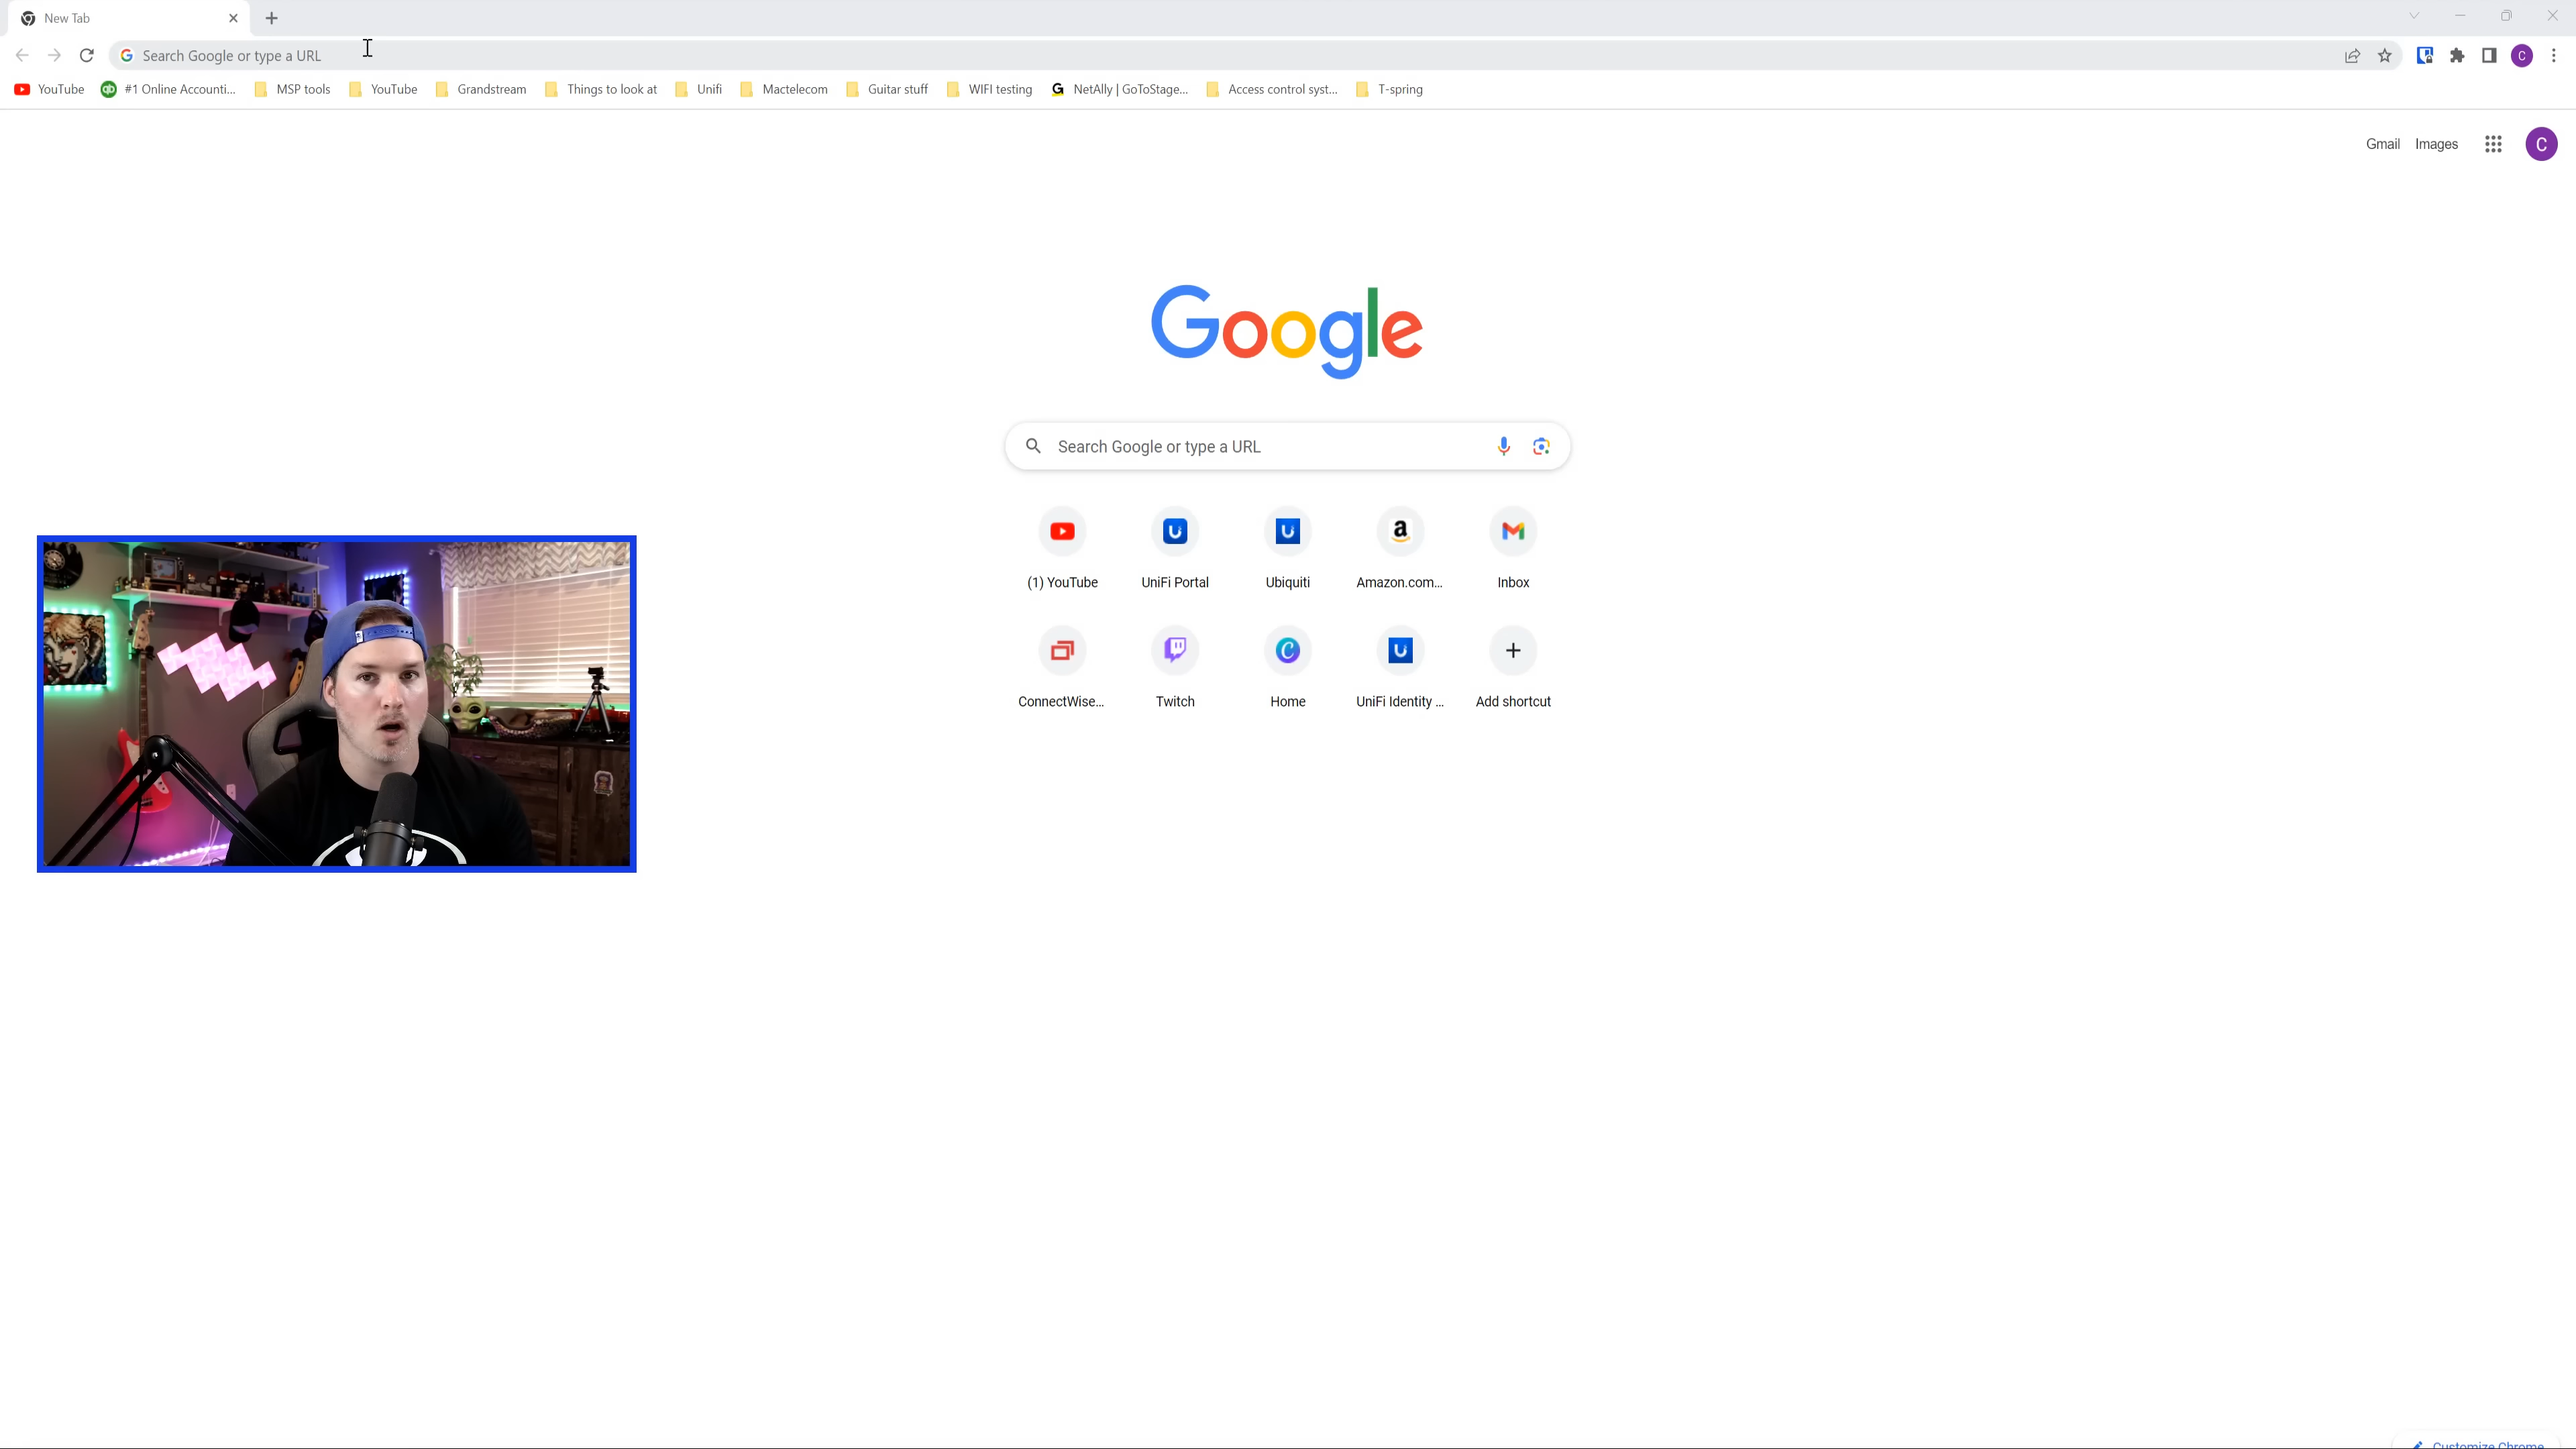 New Tab
Search Google or type a URL
YouTube #1 Online Accounti... MSP tools YouTube Grandstream Things to look at Unifi Mactelecom Guitar stuff WIFI testing NetAlly | GoToStage... Access control syst... T-spring
Gmail Images C
Google
Search Google or type a URL
(1) YouTube UniFi Portal Ubiquiti Amazon.com... Inbox
ConnectWise... Twitch Home UniFi Identity ... Add shortcut
Customize Chrome